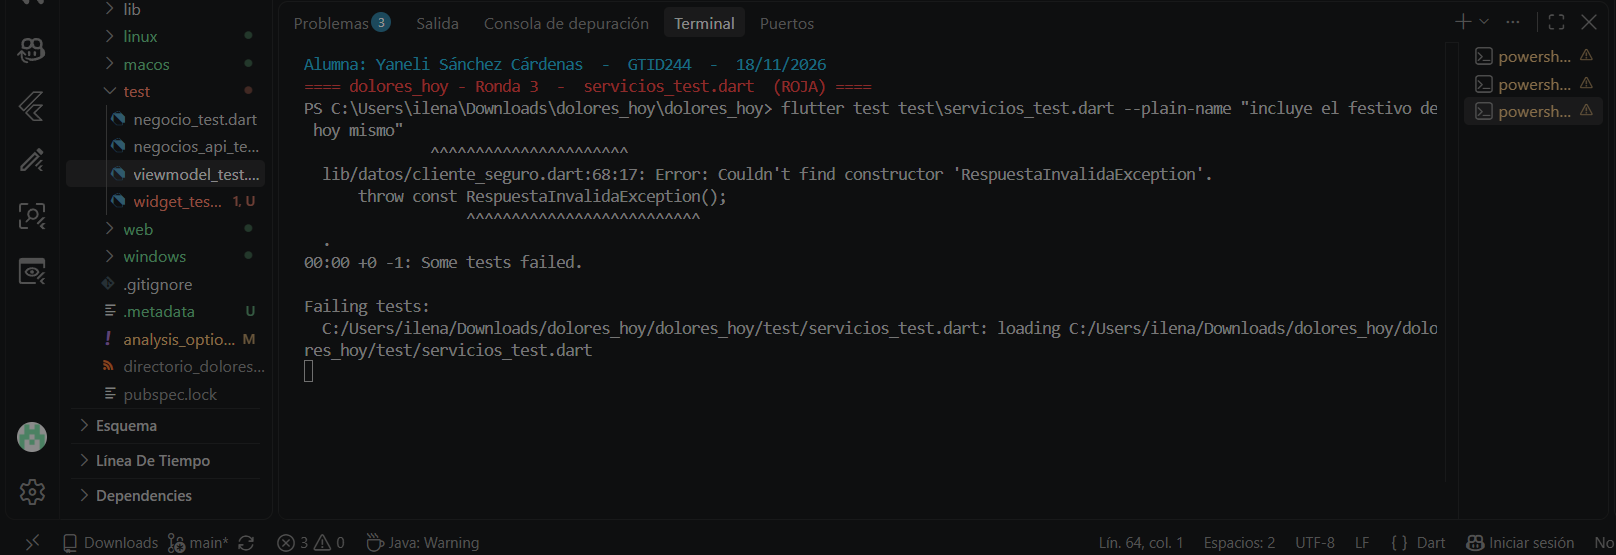 lib
linux
macos
test
negocio_test.dart
negocios_api_te...
viewmodel_test....
widget_tes... 1, U
web
windows
.gitignore
.metadata U
analysis_optio... M
directorio_dolores...
pubspec.lock
Esquema
Línea De Tiempo
Dependencies
Problemas 3 Salida Consola de depuración Terminal Puertos
Alumna: Yaneli Sánchez Cárdenas - GTID244 - 18/11/2026
==== dolores_hoy - Ronda 3 - servicios_test.dart (ROJA) ====
PS C:\Users\ilena\Downloads\dolores_hoy\dolores_hoy> flutter test test\servicios_test.dart --plain-name "incluye el festivo de
hoy mismo"
^^^^^^^^^^^^^^^^^^^^^^
lib/datos/cliente_seguro.dart:68:17: Error: Couldn't find constructor 'RespuestaInvalidaException'.
throw const RespuestaInvalidaException();
^^^^^^^^^^^^^^^^^^^^^^^^^^
.
00:00 +0 -1: Some tests failed.
Failing tests:
C:/Users/ilena/Downloads/dolores_hoy/dolores_hoy/test/servicios_test.dart: loading C:/Users/ilena/Downloads/dolores_hoy/dolo
res_hoy/test/servicios_test.dart
powersh...
powersh...
powersh...
Downloads main* 3 0 Java: Warning Lín. 64, col. 1 Espacios: 2 UTF-8 LF { } Dart Iniciar sesión No